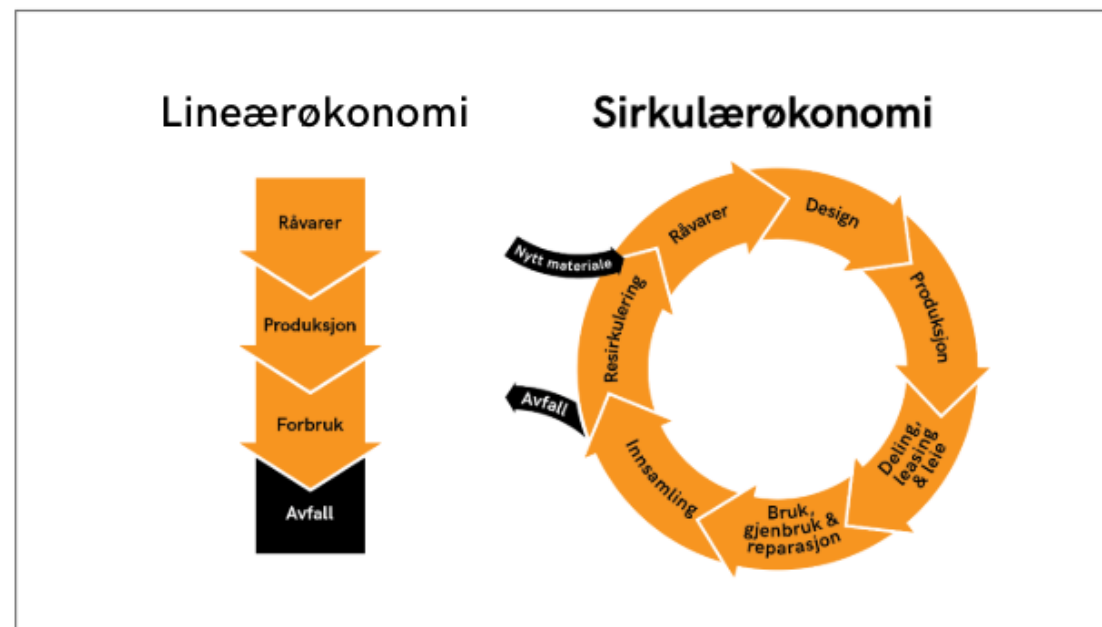 Lineærøkonomi
Råvarer
Produksjon
Forbruk
Avfall
Sirkulærøkonomi
Råvarer
Design
Produksjon
Deling,
leasing
& leie
Bruk,
gjenbruk &
reparasjon
Innsamling
Resirkulering
Nytt materiale
Avfall